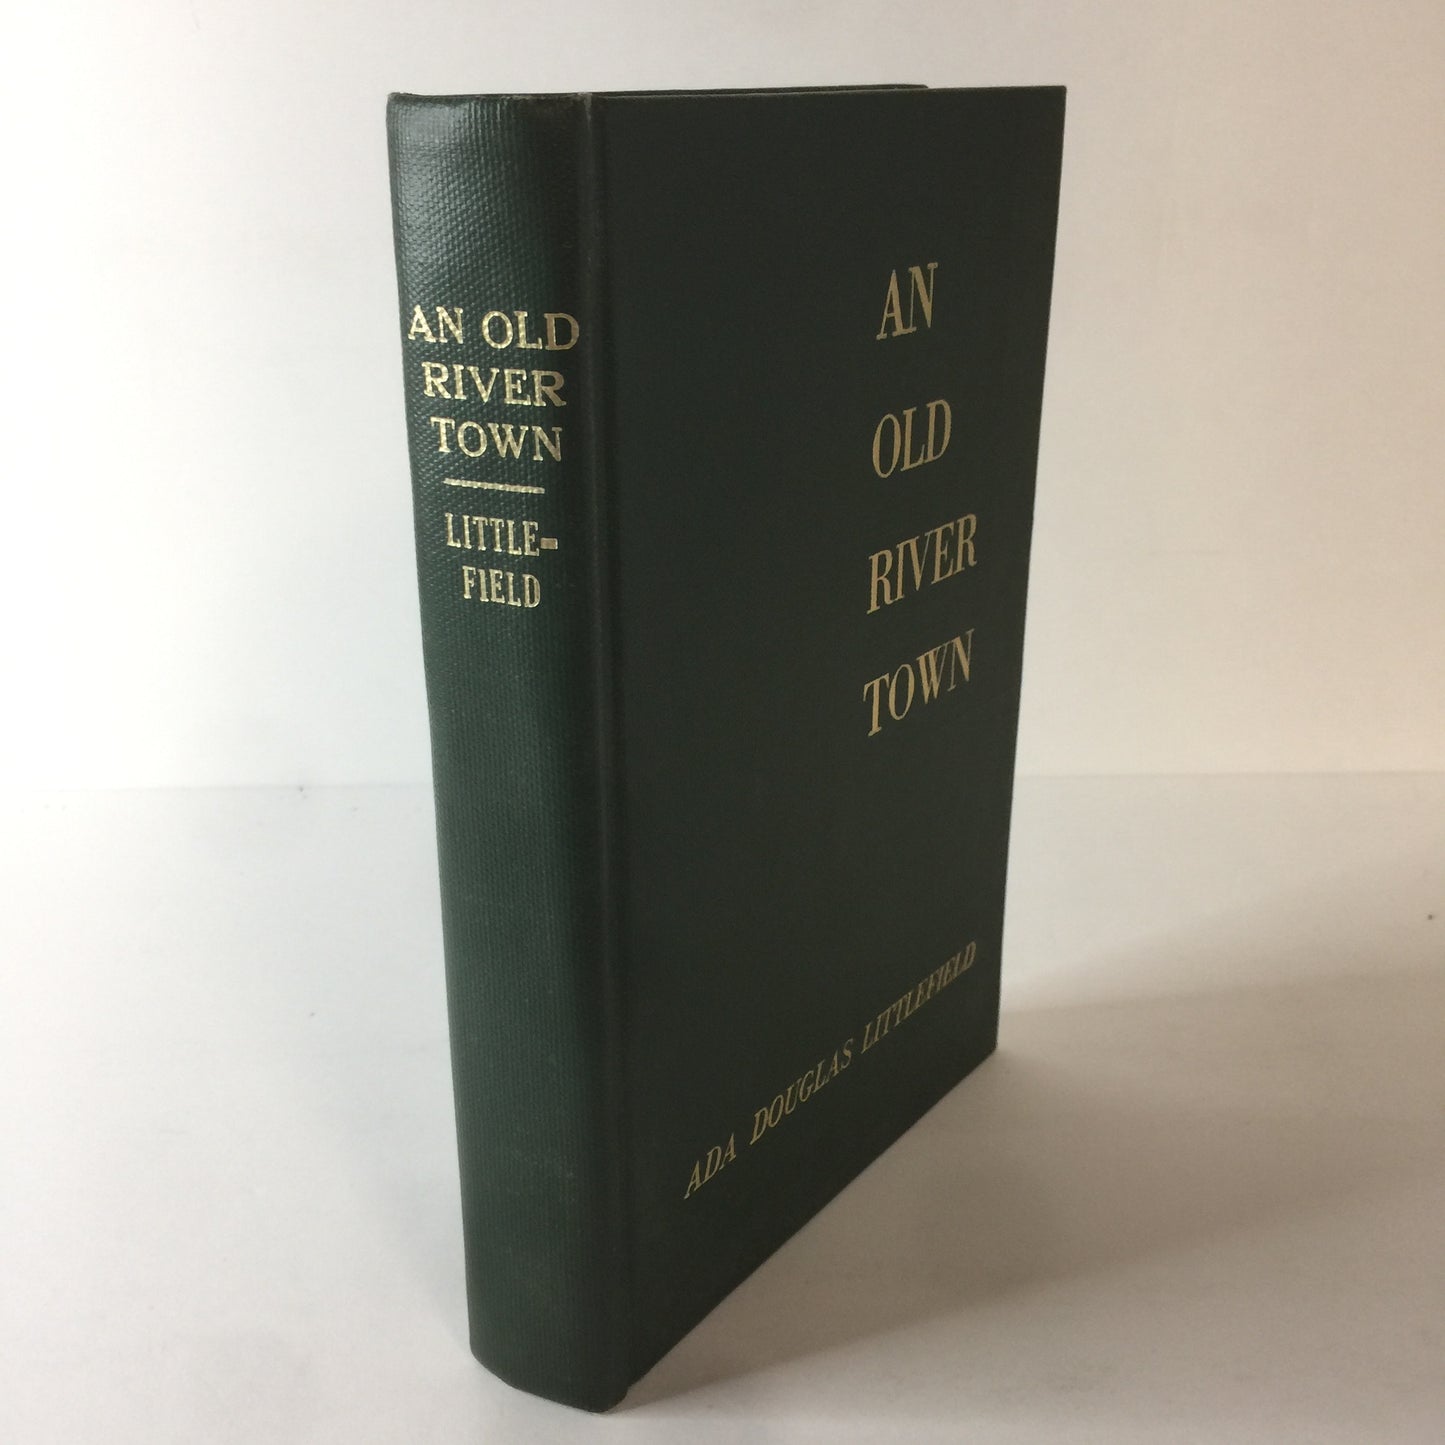 AN OLD
RIVER
TOWN
LITTLE-
FIELD
AN
OLD
RIVER
TOWN
ADA DOUGLAS LITTLEFIELD